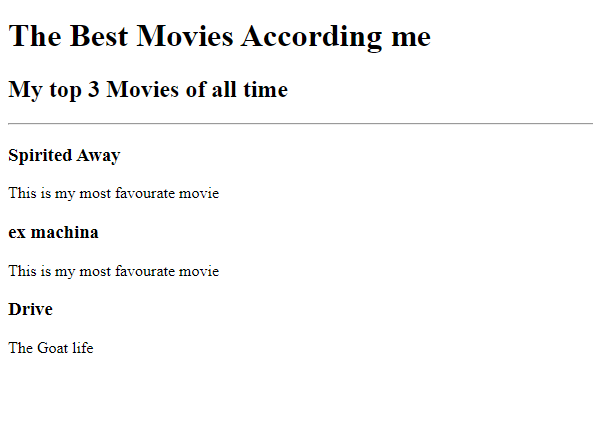 The Best Movies According me
My top 3 Movies of all time
Spirited Away
This is my most favourate movie
ex machina
This is my most favourate movie
Drive
The Goat life